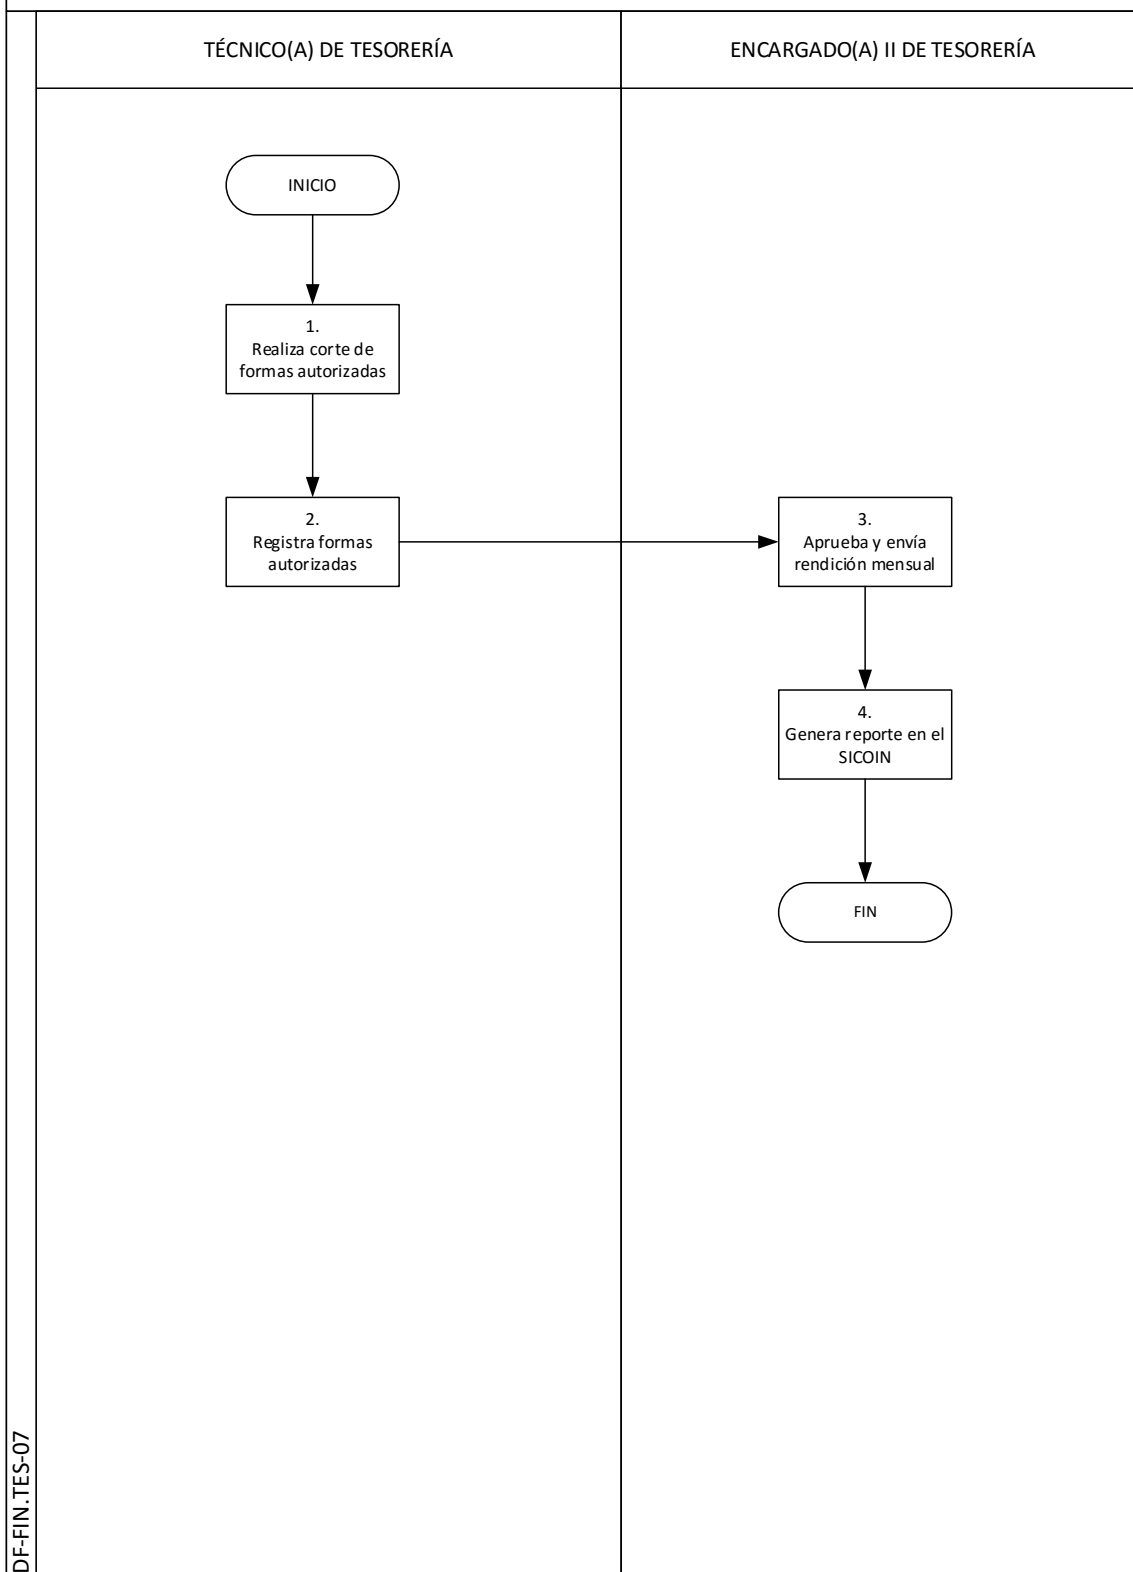 TÉCNICO(A) DE TESORERÍA
ENCARGADO(A) II DE TESORERÍA
INICIO
1.
Realiza corte de
formas autorizadas
2.
Registra formas
autorizadas
3.
Aprueba y envía
rendición mensual
4.
Genera reporte en el
SICOIN
FIN
DF-FIN.TES-07